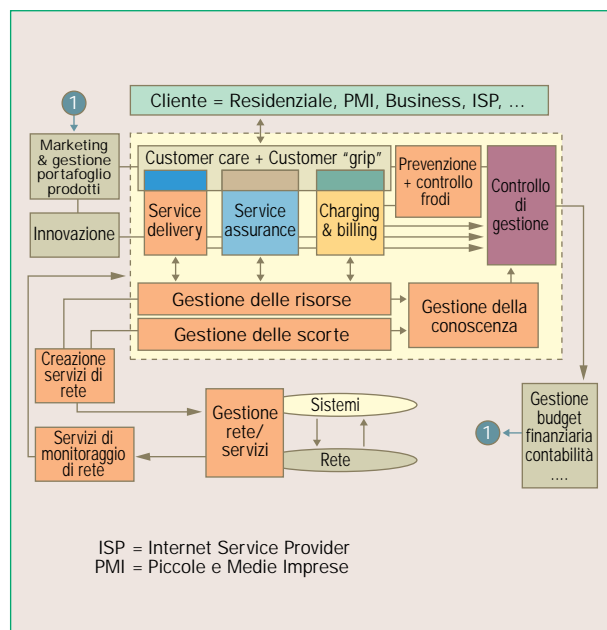 1
Cliente = Residenziale, PMI, Business, ISP, ...
Marketing
& gestione
portafoglio
prodotti
Innovazione
Customer care + Customer “grip”
Service
delivery
Service
assurance
Charging
& billing
Prevenzione
+ controllo
frodi
Controllo
di
gestione
Gestione delle risorse
Gestione delle scorte
Gestione della
conoscenza
Creazione
servizi di
rete
Servizi di
monitoraggio
di rete
Gestione
rete/
servizi
Sistemi
Rete
1
Gestione
budget
finanziaria
contabilità
....
ISP = Internet Service Provider
PMI = Piccole e Medie Imprese